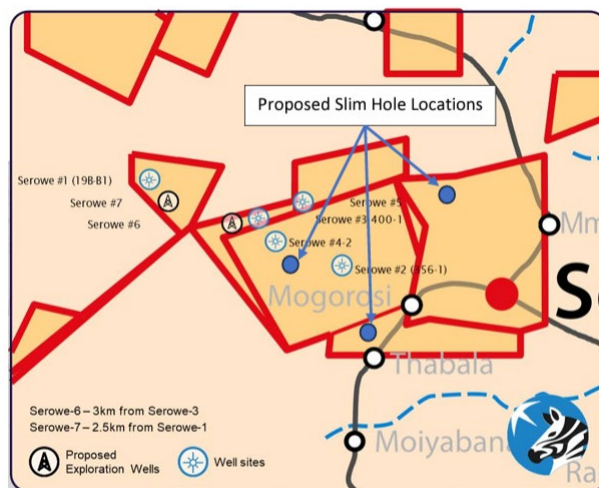 Proposed Slim Hole Locations
Serowe #1 (19B-B1)
Serowe #7
Serowe #6
Serowe #5
Serowe #3 400-1
Serowe #4-2
Serowe #2 (356-1)
Mm
Mogorosi
S
Thabala
Serowe-6 – 3km from Serowe-3
Serowe-7 – 2.5km from Serowe-1
Moiyabana
Proposed
Exploration Wells
Well sites
Ra